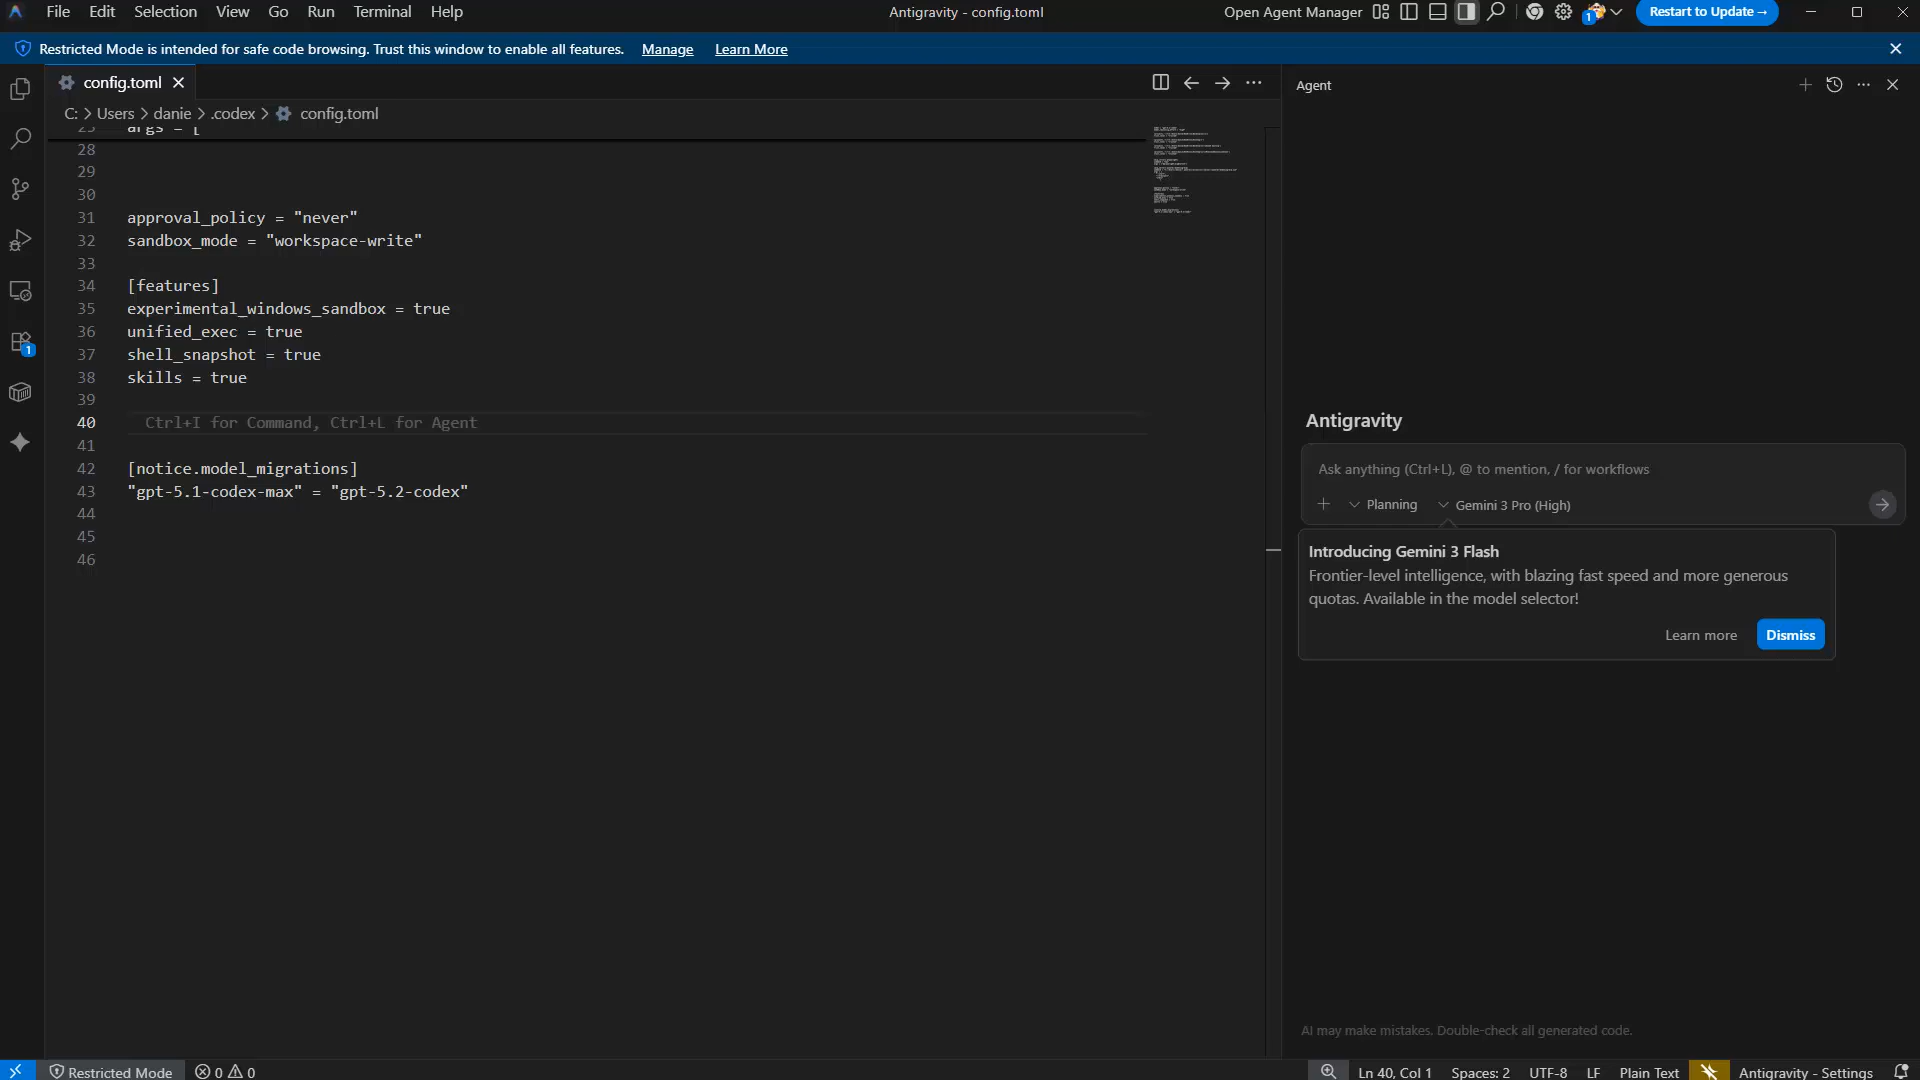 File Edit Selection View Go Run Terminal Help
Antigravity - config.toml
Open Agent Manager
1
Restart to Update →
Restricted Mode is intended for safe code browsing. Trust this window to enable all features. Manage Learn More
config.toml
C: > Users > danie > .codex > config.toml
25 args = [
28
29
30
31 approval_policy = "never"
32 sandbox_mode = "workspace-write"
33
34 [features]
35 experimental_windows_sandbox = true
36 unified_exec = true
37 shell_snapshot = true
38 skills = true
39
40 Ctrl+I for Command, Ctrl+L for Agent
41
42 [notice.model_migrations]
43 "gpt-5.1-codex-max" = "gpt-5.2-codex"
44
45
46
1
Agent
Antigravity
Ask anything (Ctrl+L), @ to mention, / for workflows
Planning Gemini 3 Pro (High)
Introducing Gemini 3 Flash
Frontier-level intelligence, with blazing fast speed and more generous
quotas. Available in the model selector!
Learn more Dismiss
AI may make mistakes. Double-check all generated code.
Restricted Mode 0 0
Ln 40, Col 1 Spaces: 2 UTF-8 LF Plain Text Antigravity - Settings